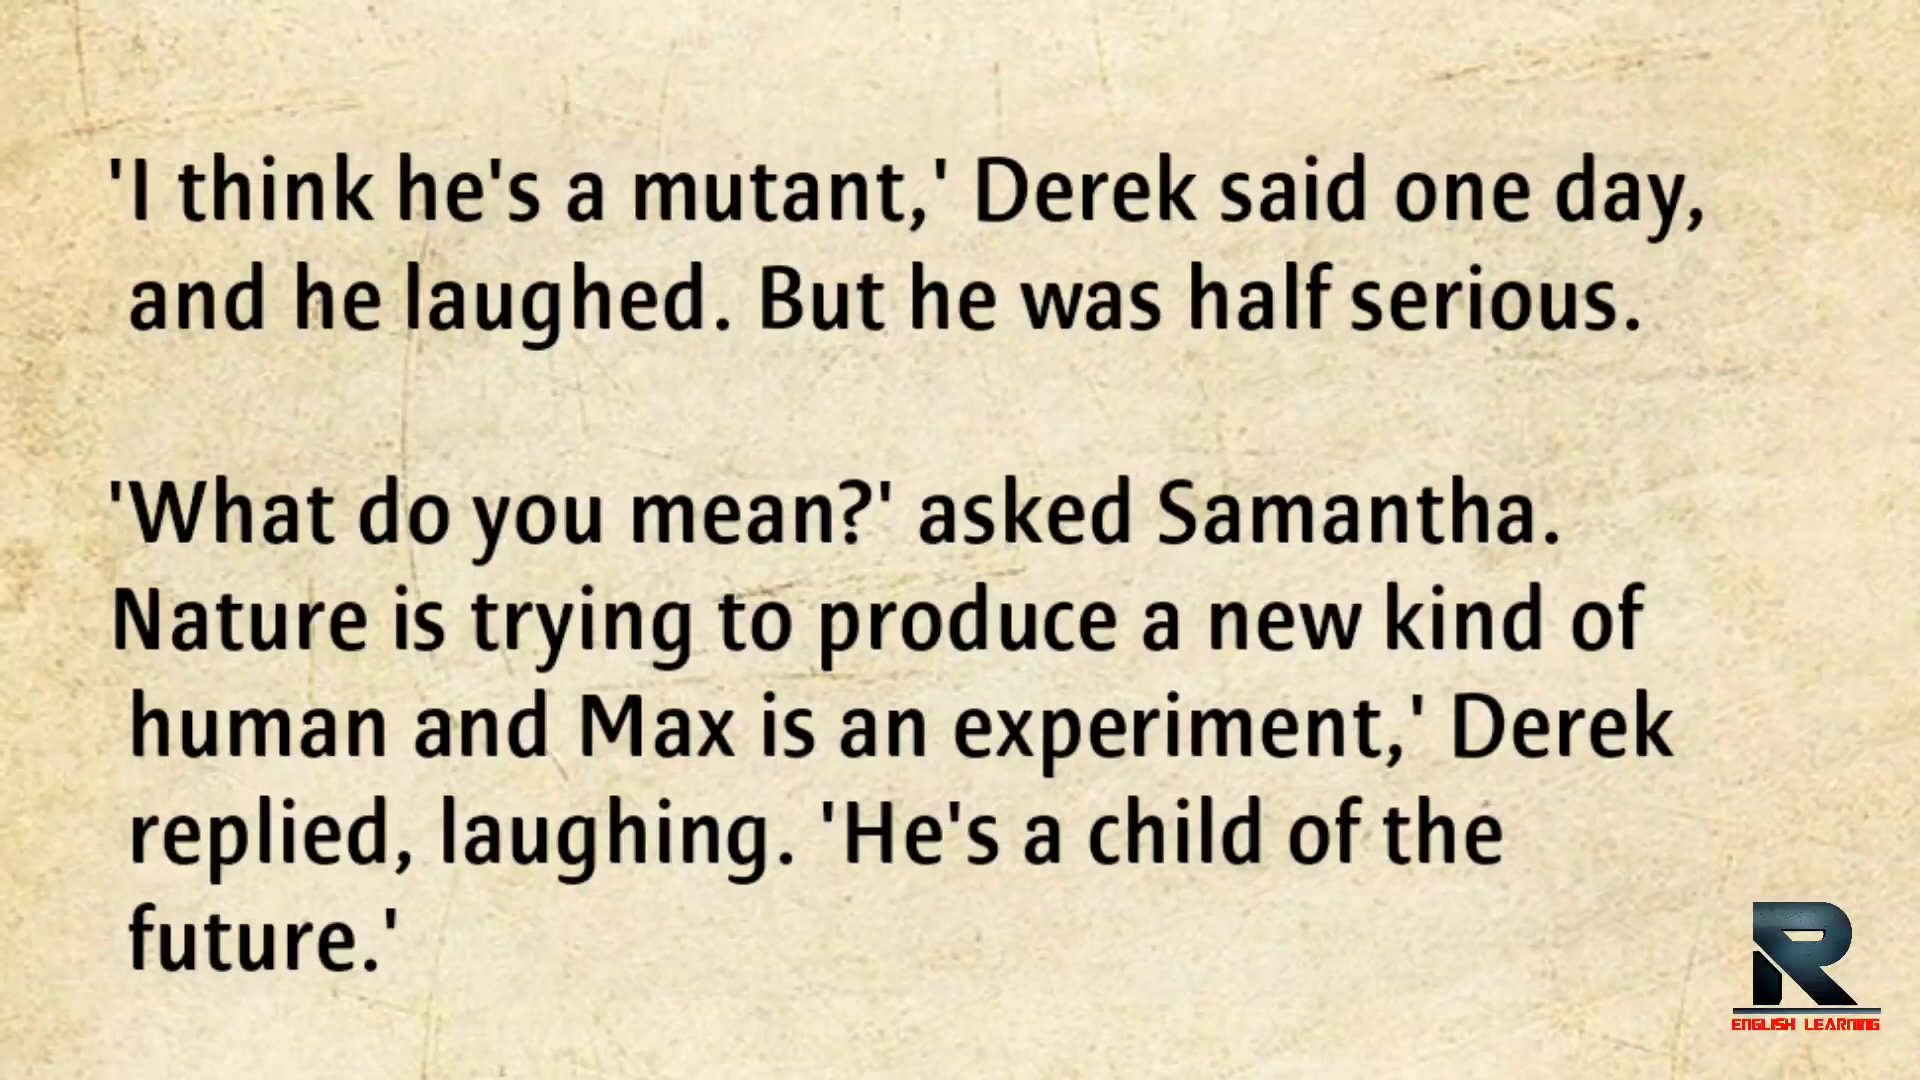 'I think he's a mutant,' Derek said one day,
and he laughed. But he was half serious.
'What do you mean?' asked Samantha.
Nature is trying to produce a new kind of
human and Max is an experiment,' Derek
replied, laughing. 'He's a child of the
future.'
R
ENGLISH LEARNING